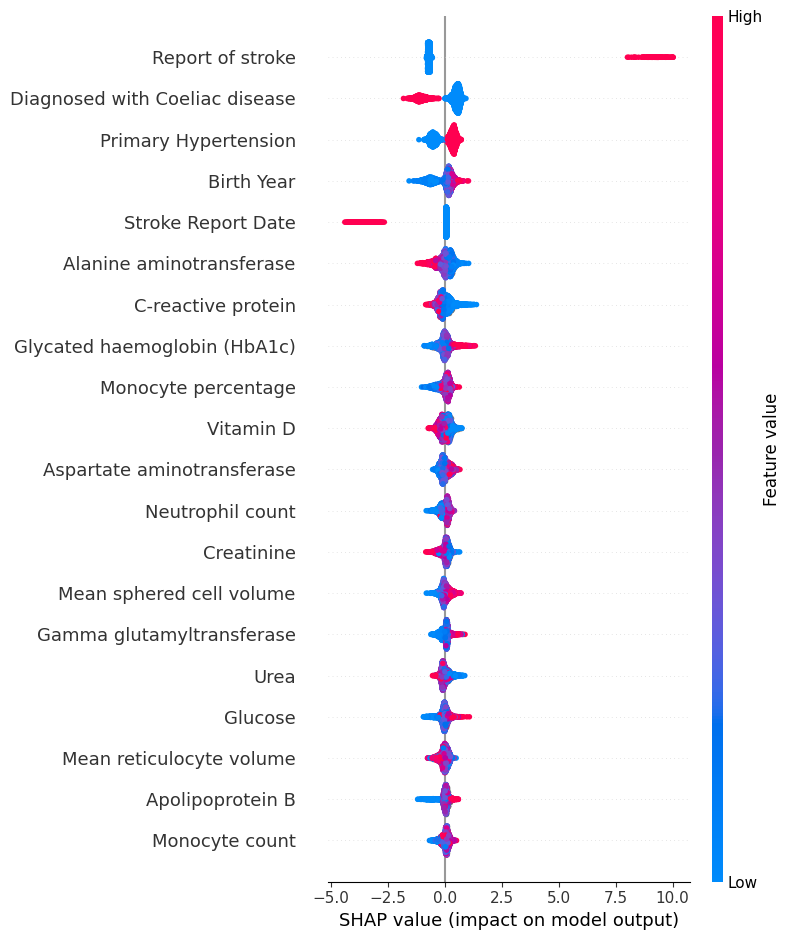 High
Report of stroke
Diagnosed with Coeliac disease
Primary Hypertension
Birth Year
Stroke Report Date
Alanine aminotransferase
C-reactive protein
Glycated haemoglobin (HbA1c)
Monocyte percentage
Vitamin D
Aspartate aminotransferase
Neutrophil count
Creatinine
Mean sphered cell volume
Gamma glutamyltransferase
Urea
Glucose
Mean reticulocyte volume
Apolipoprotein B
Monocyte count
Feature value
Low
−5.0 −2.5 0.0 2.5 5.0 7.5 10.0
SHAP value (impact on model output)